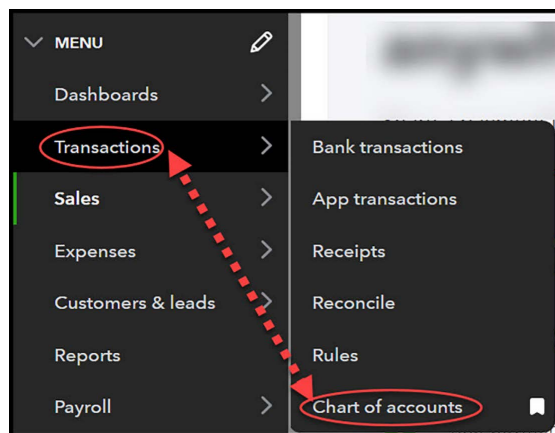 MENU
Dashboards
Transactions
Sales
Expenses
Customers & leads
Reports
Payroll
Bank transactions
App transactions
Receipts
Reconcile
Rules
Chart of accounts